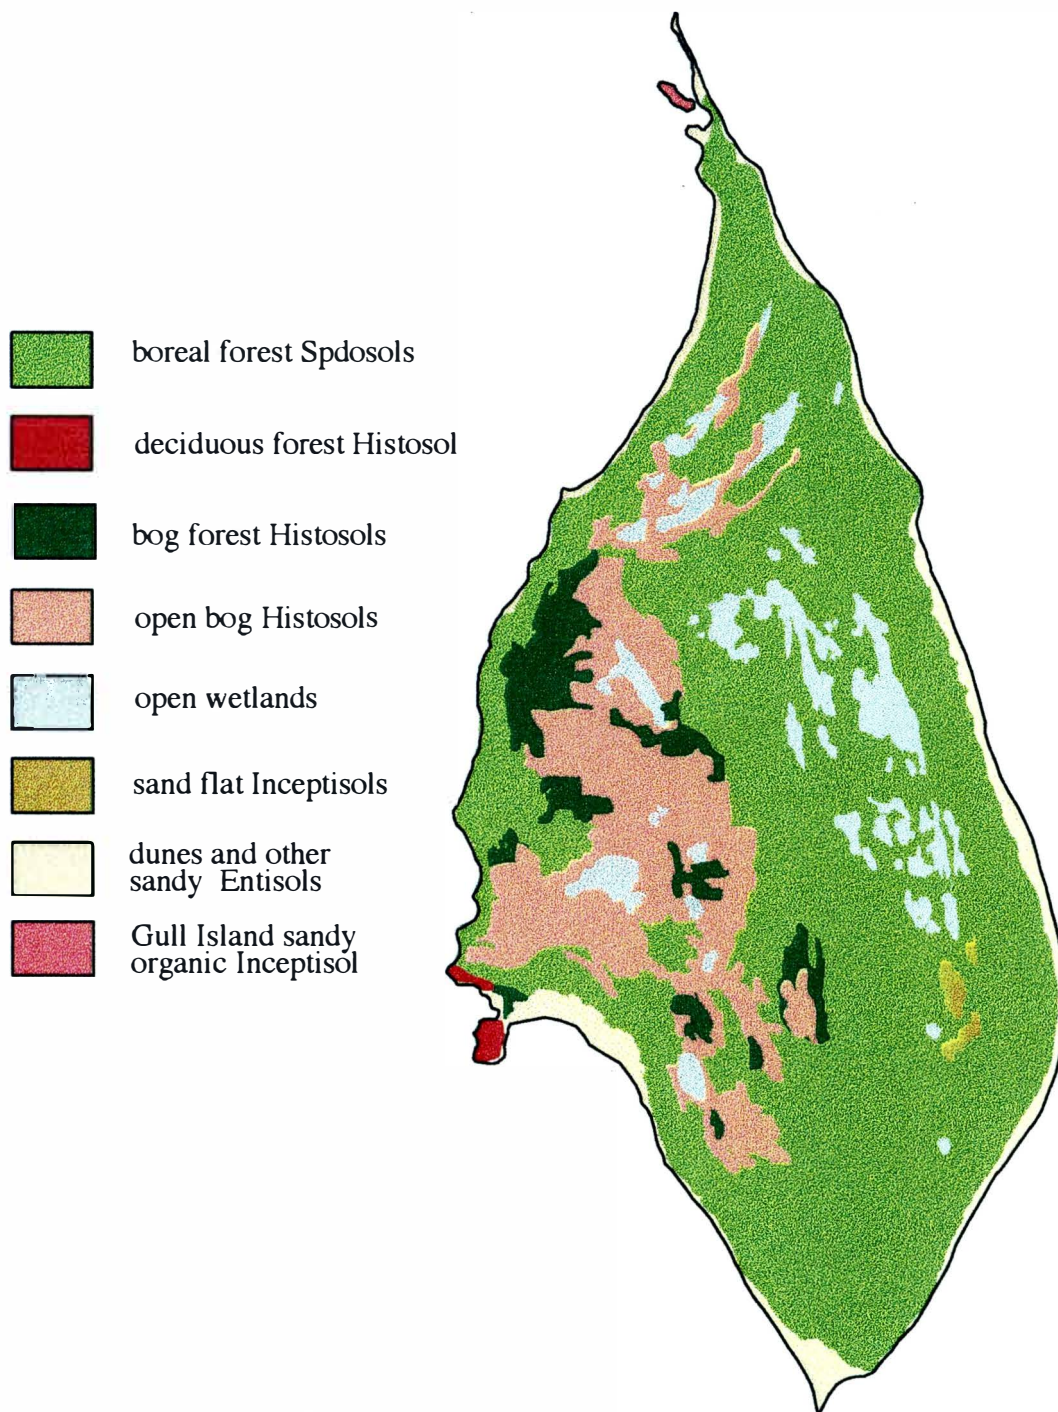 boreal forest Spdosols
deciduous forest Histosol
bog forest Histosols
open bog Histosols
open wetlands
sand flat Inceptisols
dunes and other
sandy Entisols
Gull Island sandy
organic Inceptisol